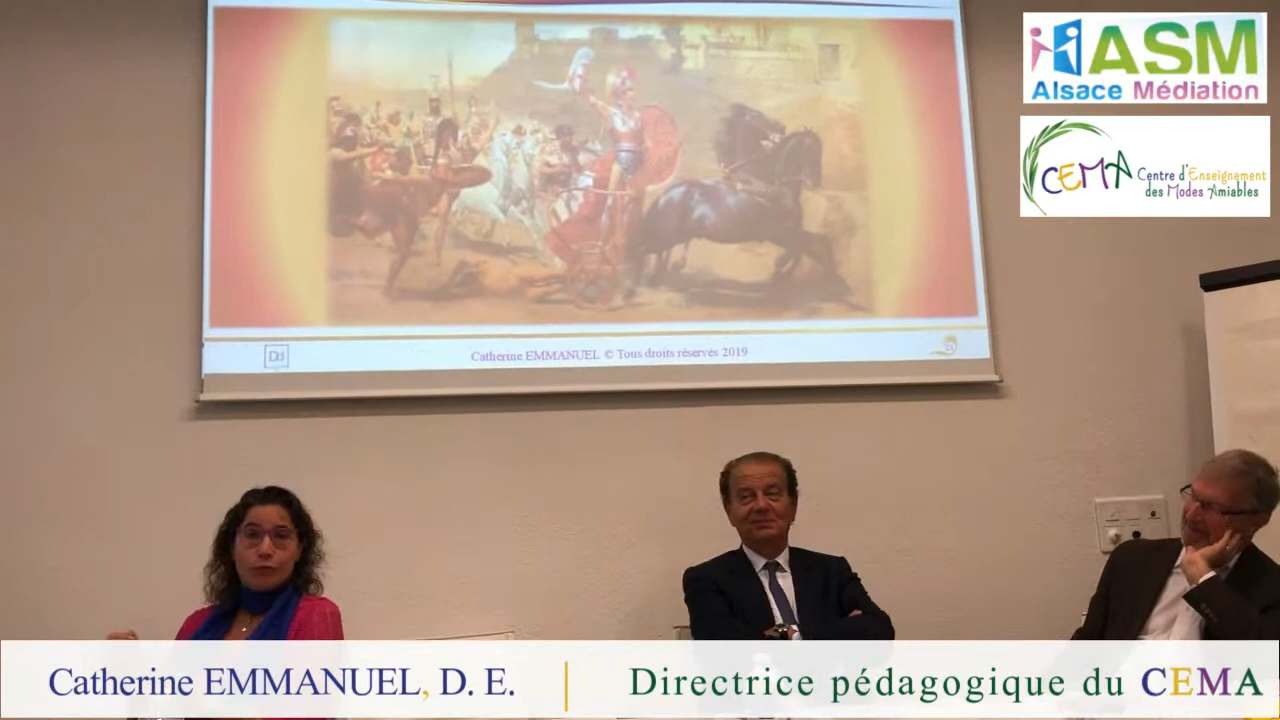 ASM
Alsace Médiation
CEMA Centre d'Enseignement
des Modes Amiables
Dd
Catherine EMMANUEL © Tous droits réservés 2019
Catherine EMMANUEL, D. E. | Directrice pédagogique du CEMA